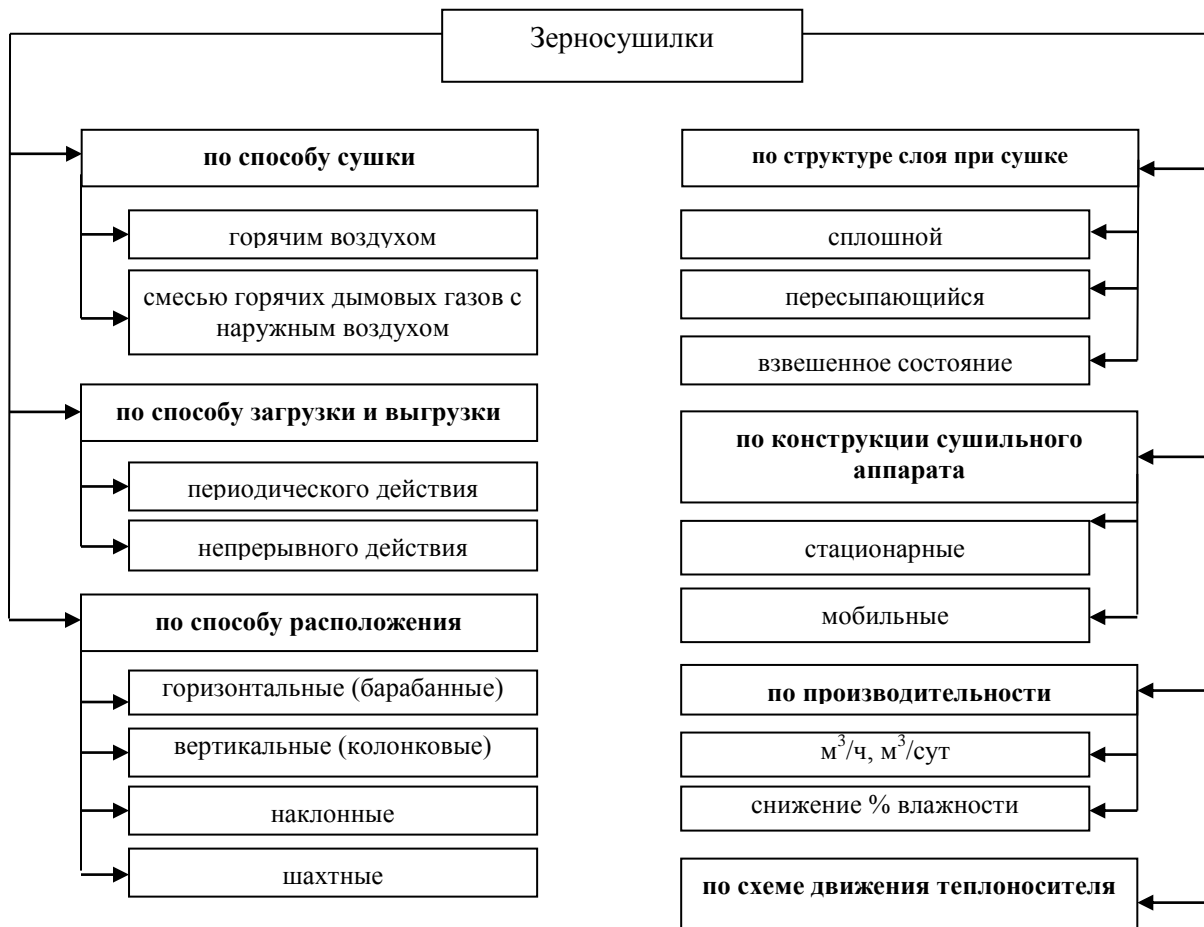 Зерносушилки
по способу сушки
горячим воздухом
смесью горячих дымовых газов с
наружным воздухом
по способу загрузки и выгрузки
периодического действия
непрерывного действия
по способу расположения
горизонтальные (барабанные)
вертикальные (колонковые)
наклонные
шахтные
по структуре слоя при сушке
сплошной
пересыпающийся
взвешенное состояние
по конструкции сушильного
аппарата
стационарные
мобильные
по производительности
м³/ч, м³/сут
снижение % влажности
по схеме движения теплоносителя